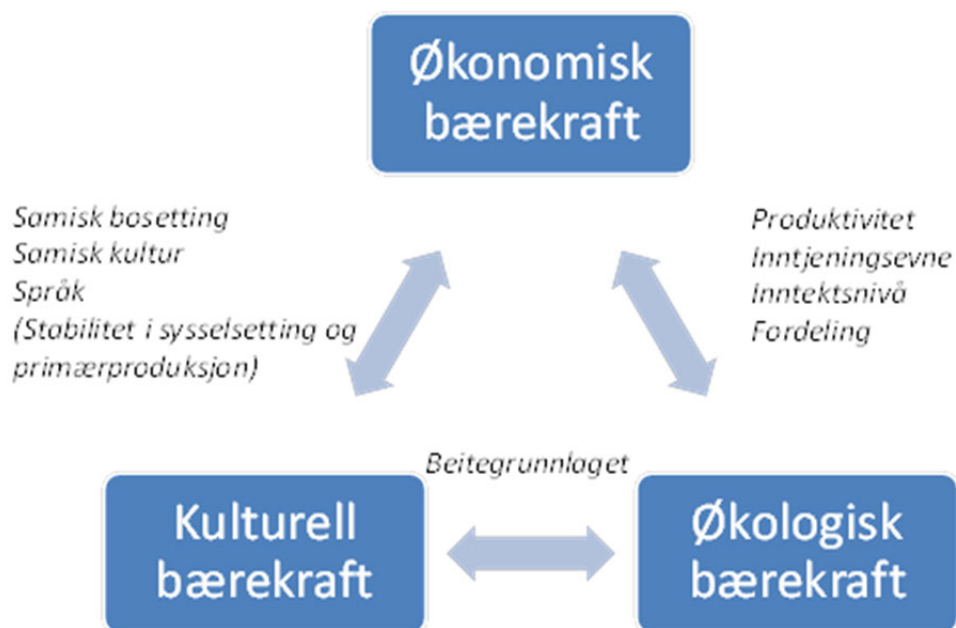 Økonomisk
bærekraft
Samisk bosetting
Samisk kultur
Språk
(Stabilitet i sysselsetting og
primærproduksjon)
Produktivitet
Inntjeningsevne
Inntektsnivå
Fordeling
Beitegrunnlaget
Kulturell
bærekraft
Økologisk
bærekraft